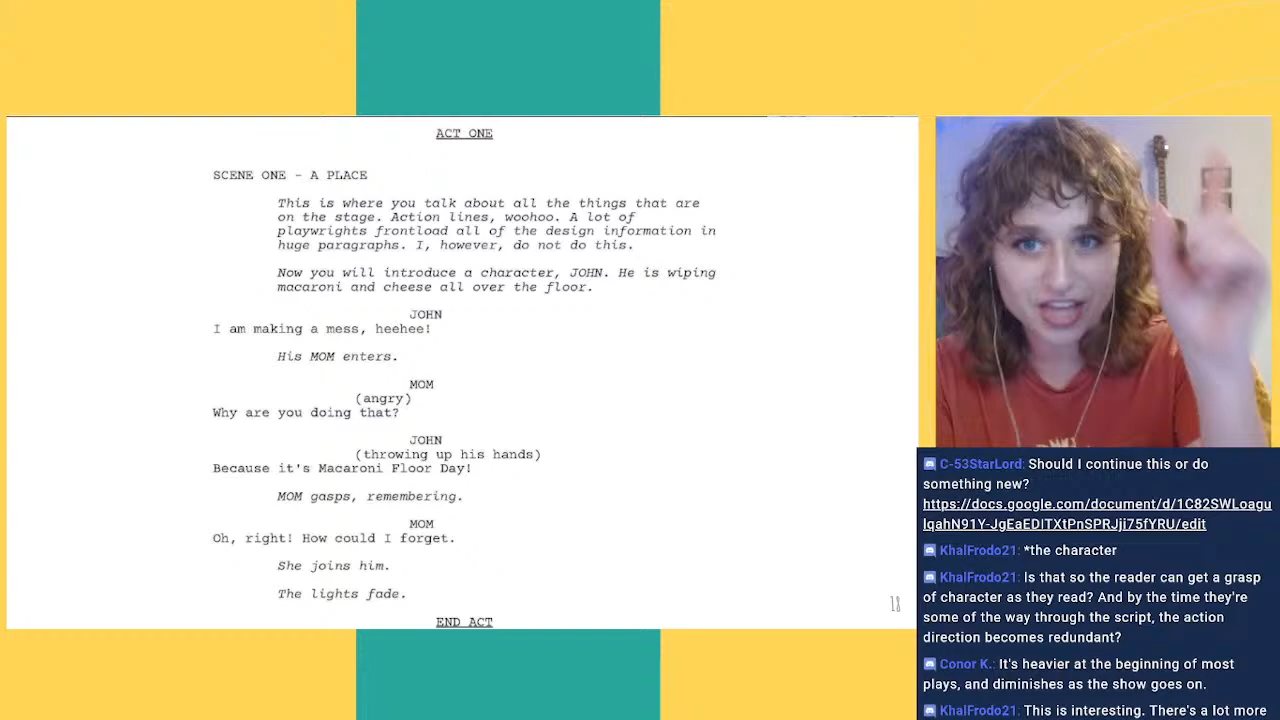 ACT ONE
SCENE ONE - A PLACE
This is where you talk about all the things that are
on the stage. Action lines, woohoo. A lot of
playwrights frontload all of the design information in
huge paragraphs. I, however, do not do this.
Now you will introduce a character, JOHN. He is wiping
macaroni and cheese all over the floor.
JOHN
I am making a mess, heehee!
His MOM enters.
MOM
(angry)
Why are you doing that?
JOHN
(throwing up his hands)
Because it's Macaroni Floor Day!
MOM gasps, remembering.
MOM
Oh, right! How could I forget.
She joins him.
The lights fade.
18
END ACT
C-53StarLord: Should I continue this or do
something new?
https://docs.google.com/document/d/1C82SWLoagu
IqahN91Y-JgEaEDITXtPnSPRJji75fYRU/edit
KhalFrodo21: *the character
KhalFrodo21: Is that so the reader can get a grasp
of character as they read? And by the time they're
some of the way through the script, the action
direction becomes redundant?
Conor K.: It's heavier at the beginning of most
plays, and diminishes as the show goes on.
KhalFrodo21: This is interesting. There's a lot more